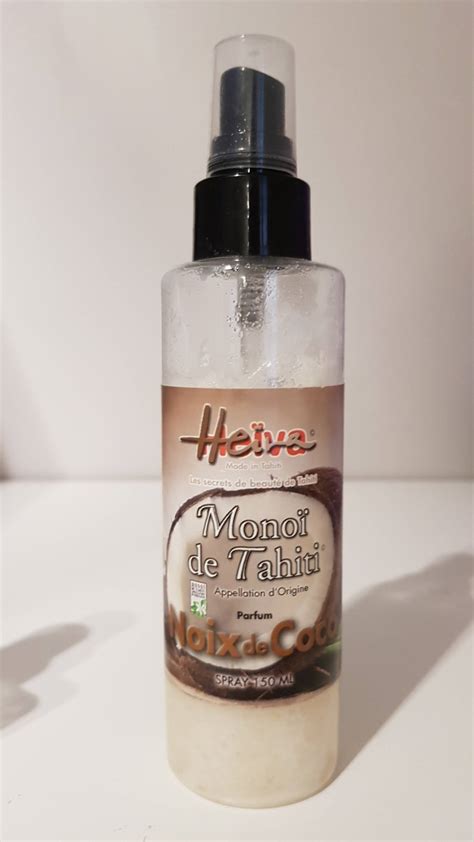 Heïva
Made in Tahiti
Les secrets de beauté de Tahiti
Monoï
de Tahiti
Appellation d'Origine
Parfum
Noix de Coco
SPRAY 150 ML